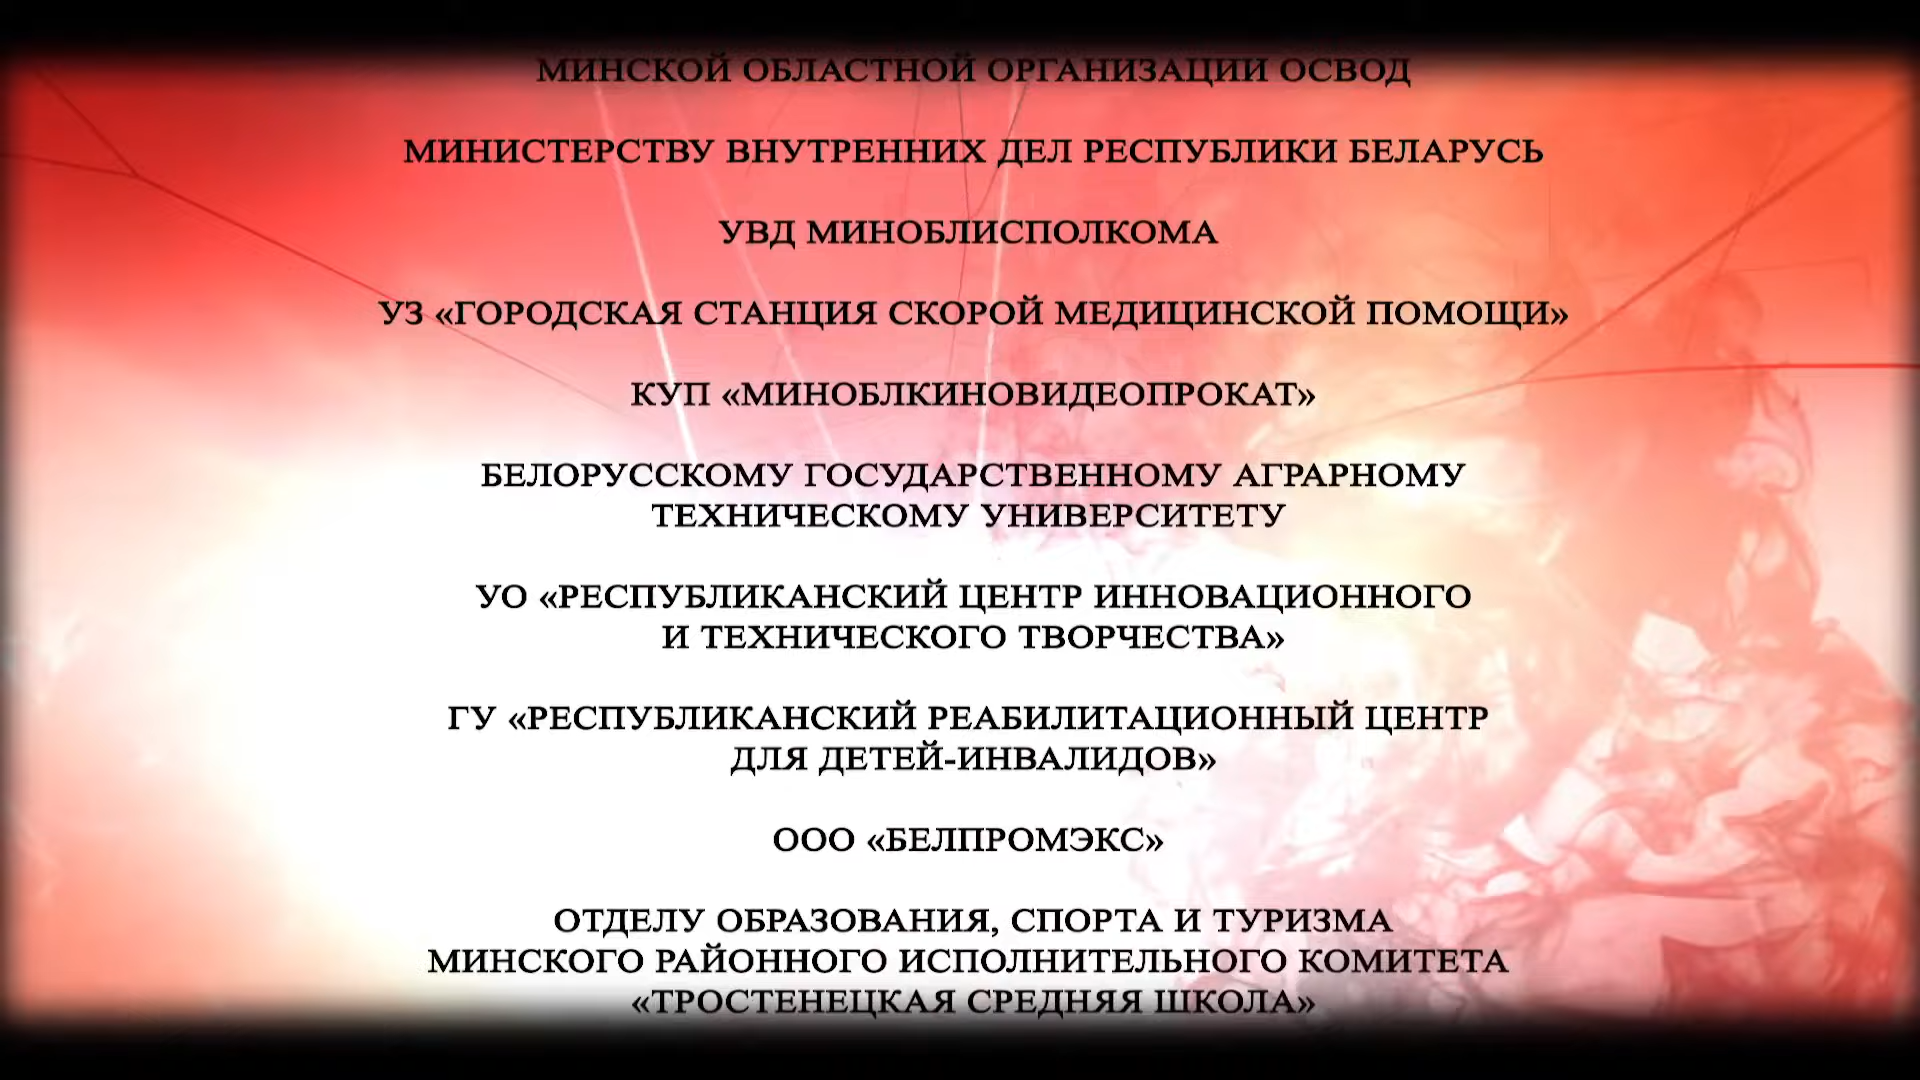 МИНСКОЙ ОБЛАСТНОЙ ОРГАНИЗАЦИИ ОСВОД
МИНИСТЕРСТВУ ВНУТРЕННИХ ДЕЛ РЕСПУБЛИКИ БЕЛАРУСЬ
УВД МИНОБЛИСПОЛКОМА
УЗ «ГОРОДСКАЯ СТАНЦИЯ СКОРОЙ МЕДИЦИНСКОЙ ПОМОЩИ»
КУП «МИНОБЛКИНОВИДЕОПРОКАТ»
БЕЛОРУССКОМУ ГОСУДАРСТВЕННОМУ АГРАРНОМУ
ТЕХНИЧЕСКОМУ УНИВЕРСИТЕТУ
УО «РЕСПУБЛИКАНСКИЙ ЦЕНТР ИННОВАЦИОННОГО
И ТЕХНИЧЕСКОГО ТВОРЧЕСТВА»
ГУ «РЕСПУБЛИКАНСКИЙ РЕАБИЛИТАЦИОННЫЙ ЦЕНТР
ДЛЯ ДЕТЕЙ-ИНВАЛИДОВ»
ООО «БЕЛПРОМЭКС»
ОТДЕЛУ ОБРАЗОВАНИЯ, СПОРТА И ТУРИЗМА
МИНСКОГО РАЙОННОГО ИСПОЛНИТЕЛЬНОГО КОМИТЕТА
«ТРОСТЕНЕЦКАЯ СРЕДНЯЯ ШКОЛА»